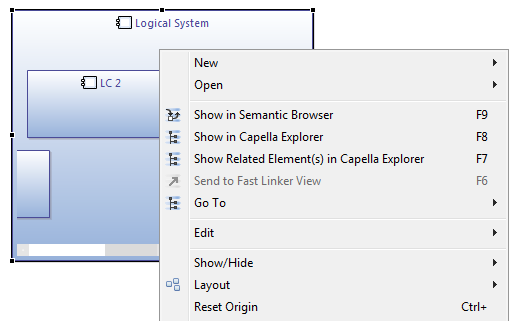 Logical System
LC 2
New
Open
Show in Semantic Browser F9
Show in Capella Explorer F8
Show Related Element(s) in Capella Explorer F7
Send to Fast Linker View F6
Go To
Edit
Show/Hide
Layout
Reset Origin Ctrl+